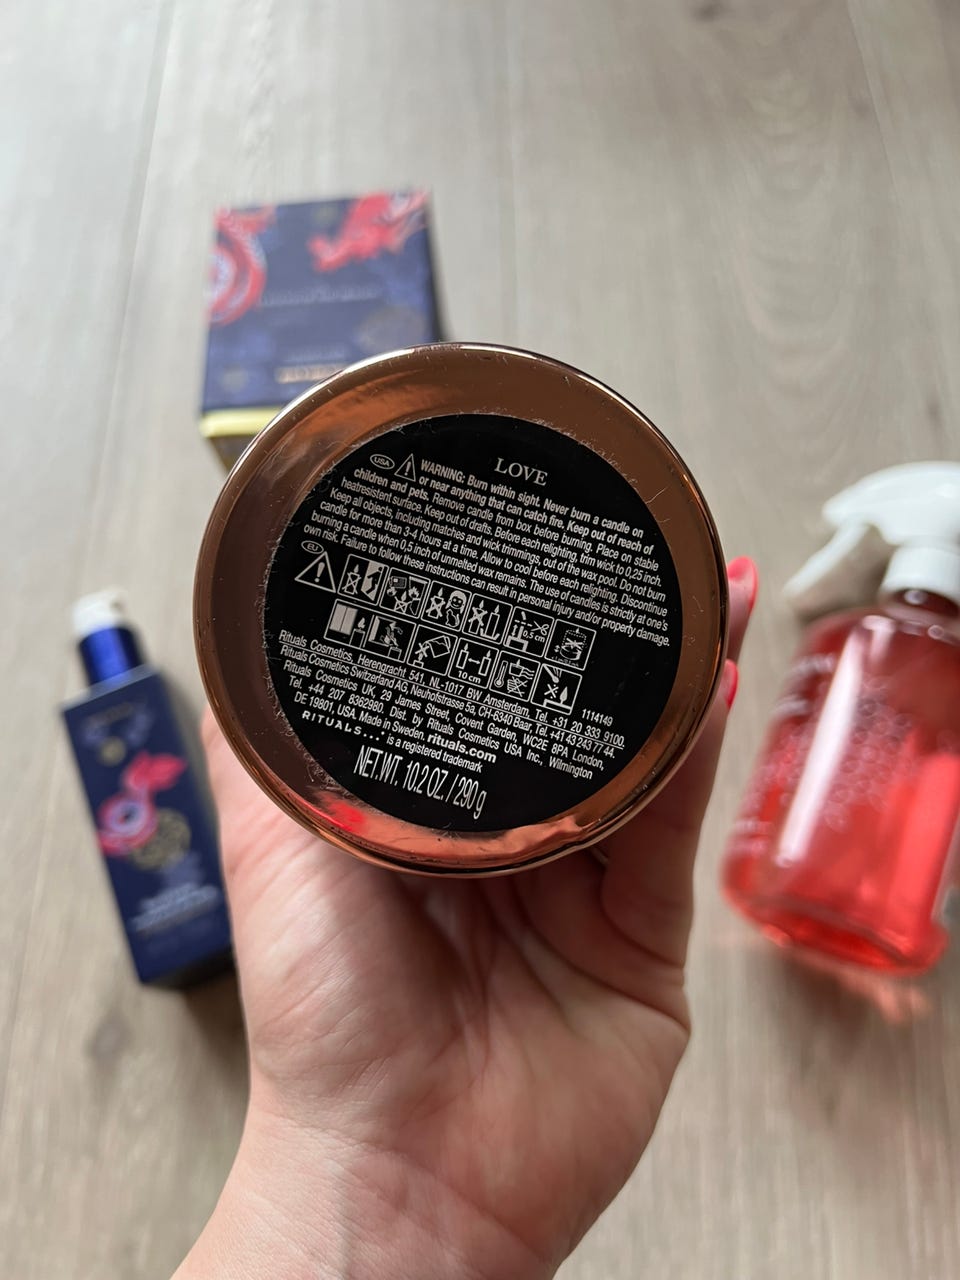 LOVE
USA WARNING: Burn within sight. Never burn a candle on
or near anything that can catch fire. Keep out of reach of
children and pets. Remove candle from box before burning. Place on stable
heatresistent surface. Keep out of drafts. Before each relighting, trim wick to 0,25 inch.
Keep all objects, including matches and wick trimmings, out of the wax pool. Do not burn
candle for more than 3-4 hours at a time. Allow to cool before each relighting. Discontinue
burning a candle when 0,5 inch of unmelted wax remains. The use of candles is strictly at one's
own risk. Failure to follow these instructions can result in personal injury and/or property damage.
EU
0,5 cm
10 cm
1114149
Rituals Cosmetics, Herengracht 541, NL-1017 BW Amsterdam, Tel. +31 20 333 9100.
Rituals Cosmetics Switzerland AG, Neuhofstrasse 5a, CH-6340 Baar, Tel. +41 43 243 77 44.
Rituals Cosmetics UK, 29 James Street, Covent Garden, WC2E 8PA London,
Tel. +44 207 8362980. Dist. by Rituals Cosmetics USA Inc., Wilmington
DE 19801, USA. Made in Sweden. rituals.com
RITUALS...* is a registered trademark
NET.WT. 10.2 OZ. / 290 g